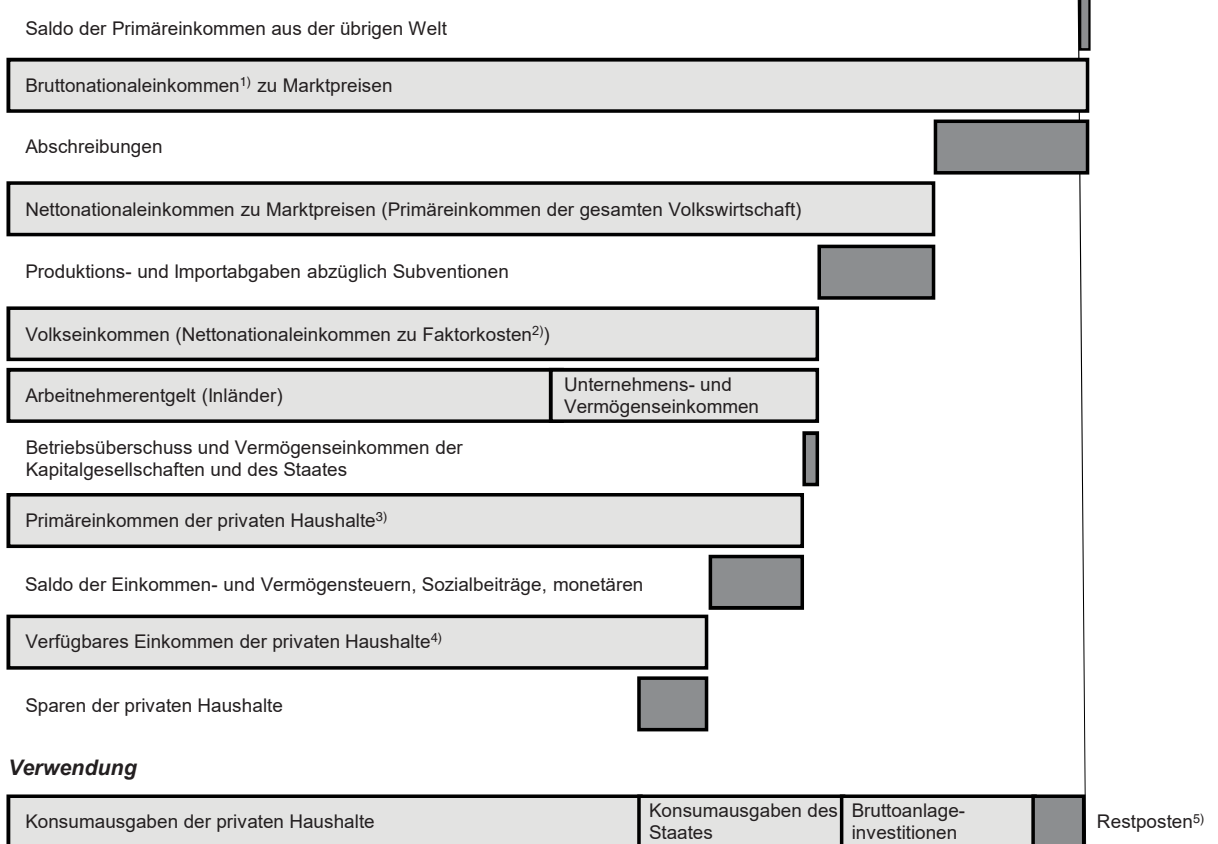 Saldo der Primäreinkommen aus der übrigen Welt
Bruttonationaleinkommen1) zu Marktpreisen
Abschreibungen
Nettonationaleinkommen zu Marktpreisen (Primäreinkommen der gesamten Volkswirtschaft)
Produktions- und Importabgaben abzüglich Subventionen
Volkseinkommen (Nettonationaleinkommen zu Faktorkosten2))
Arbeitnehmerentgelt (Inländer)
Unternehmens- und
Vermögenseinkommen
Betriebsüberschuss und Vermögenseinkommen der
Kapitalgesellschaften und des Staates
Primäreinkommen der privaten Haushalte3)
Saldo der Einkommen- und Vermögensteuern, Sozialbeiträge, monetären
Verfügbares Einkommen der privaten Haushalte4)
Sparen der privaten Haushalte
Verwendung
Konsumausgaben der privaten Haushalte
Konsumausgaben des
Staates
Bruttoanlage-
investitionen
Restposten5)